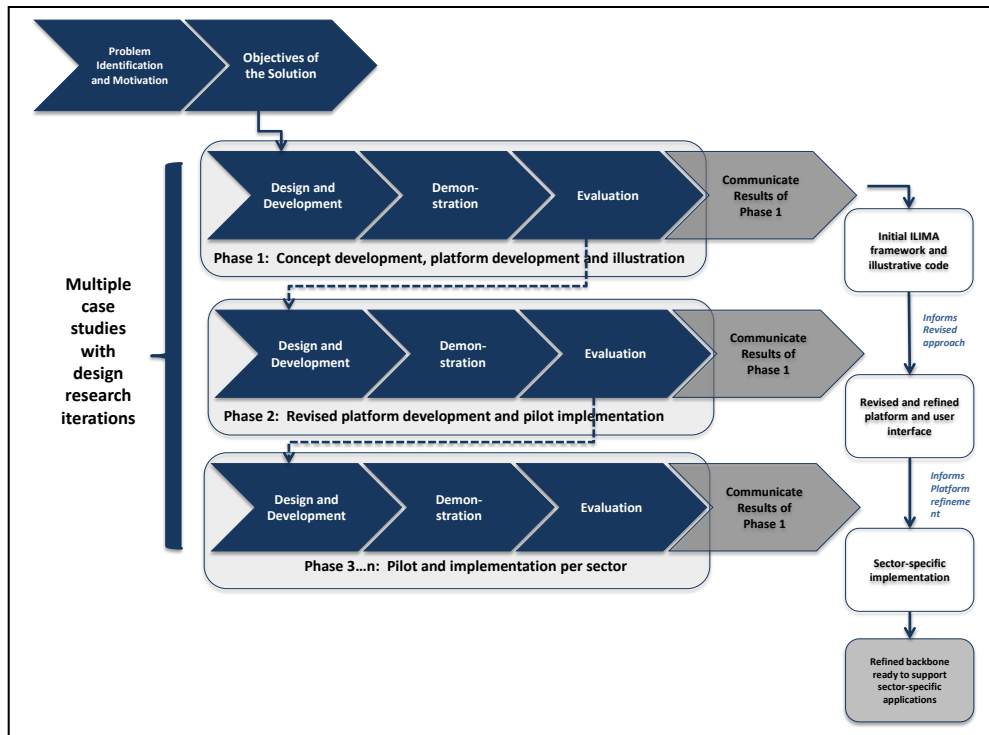 Problem
Identification
and Motivation
Objectives of
the Solution
Design and
Development
Demon-
stration
Evaluation
Communicate
Results of
Phase 1
Phase 1: Concept development, platform development and illustration
Initial ILIMA
framework and
illustrative code
Multiple
case
studies
with
design
research
iterations
Informs
Revised
approach
Design and
Development
Demon-
stration
Evaluation
Communicate
Results of
Phase 1
Phase 2: Revised platform development and pilot implementation
Revised and refined
platform and user
interface
Informs
Platform
refineme
nt
Design and
Development
Demon-
stration
Evaluation
Communicate
Results of
Phase 1
Phase 3...n: Pilot and implementation per sector
Sector-specific
implementation
Refined backbone
ready to support
sector-specific
applications